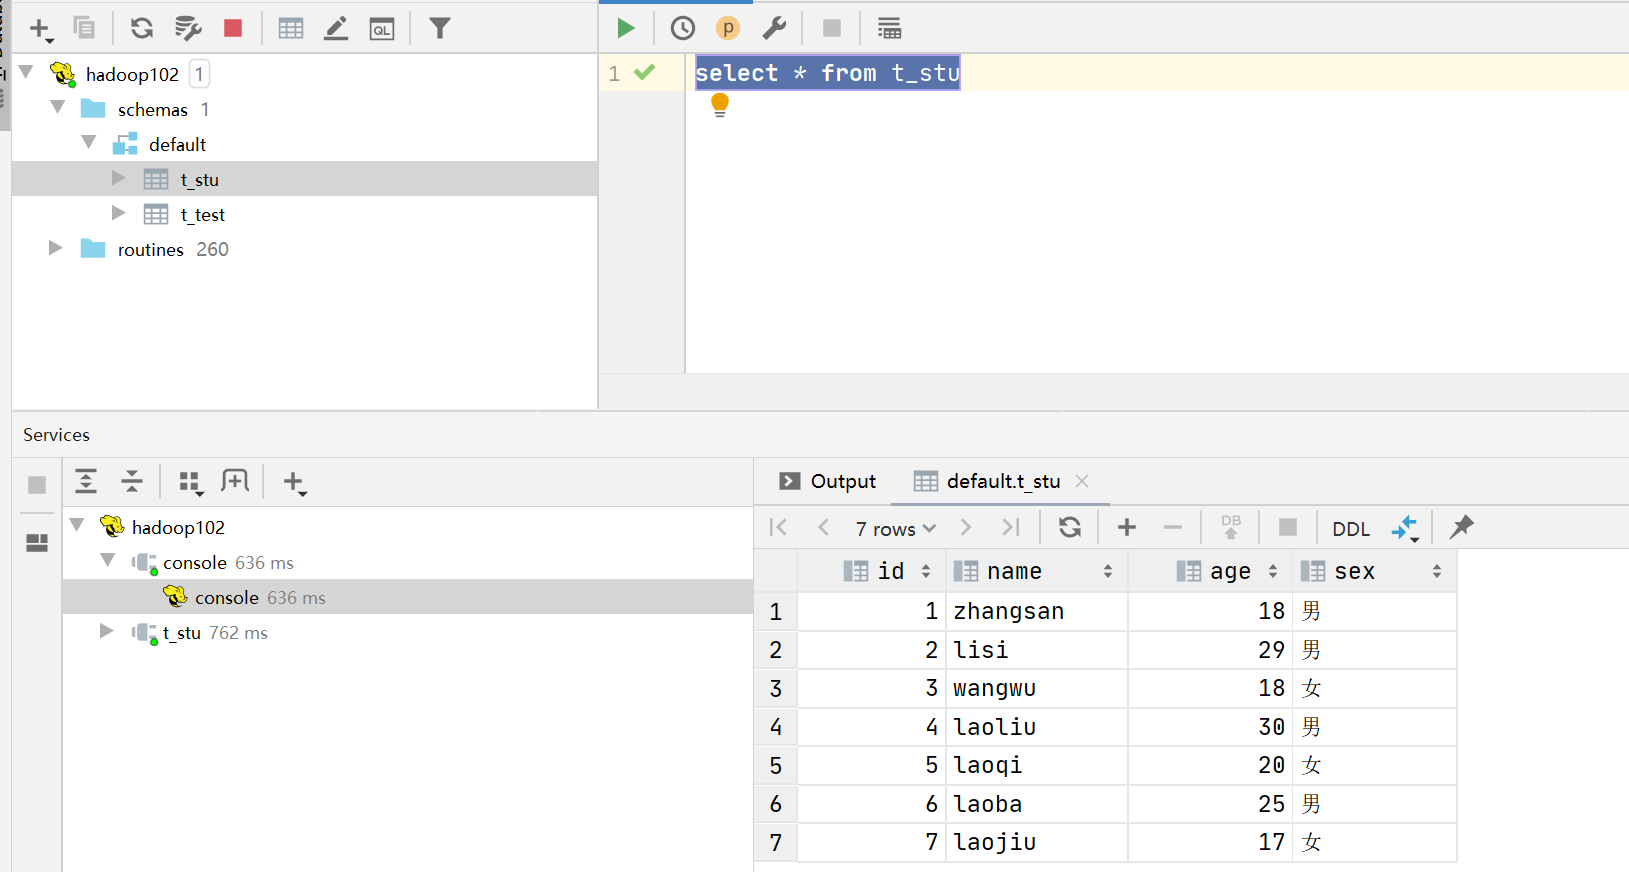 hadoop102 1
schemas 1
default
t_stu
t_test
routines 260
QL
p
1 select * from t_stu
Services
hadoop102
console 636 ms
console 636 ms
t_stu 762 ms
Output default.t_stu
7 rows DB DDL
id name age sex
1 1 zhangsan 18 男
2 2 lisi 29 男
3 3 wangwu 18 女
4 4 laoliu 30 男
5 5 laoqi 20 女
6 6 laoba 25 男
7 7 laojiu 17 女